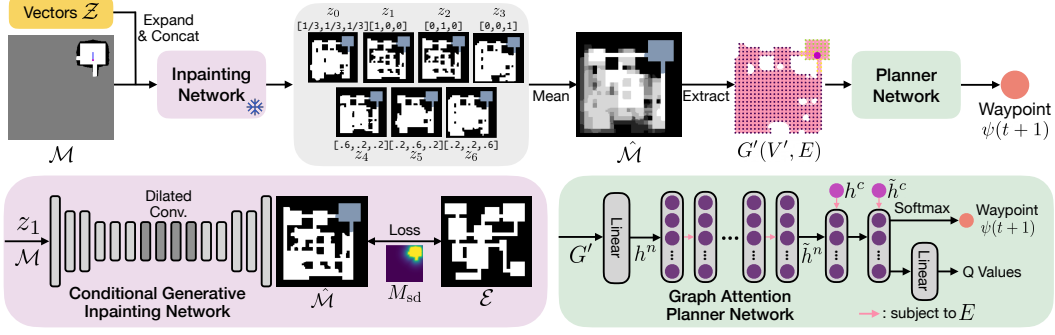 Vectors 𝒵
Expand
& Concat
ℳ
Inpainting
Network
z₀ z₁ z₂ z₃
[1/3,1/3,1/3][1,0,0] [0,1,0] [0,0,1]
[.6,.2,.2][.2,.6,.2] [.2,.2,.6]
z₄ z₅ z₆
Mean
ℳ̂
Extract
G′(V′, E)
Planner
Network
Waypoint
ψ(t + 1)
z₁
ℳ
Dilated
Conv.
Conditional Generative
Inpainting Network
ℳ̂
Loss
M_sd
ℰ
G′
Linear
hⁿ
...
h̃ⁿ
hᶜ
h̃ᶜ
Softmax
Waypoint
ψ(t + 1)
Linear
Q Values
Graph Attention
Planner Network
: subject to E